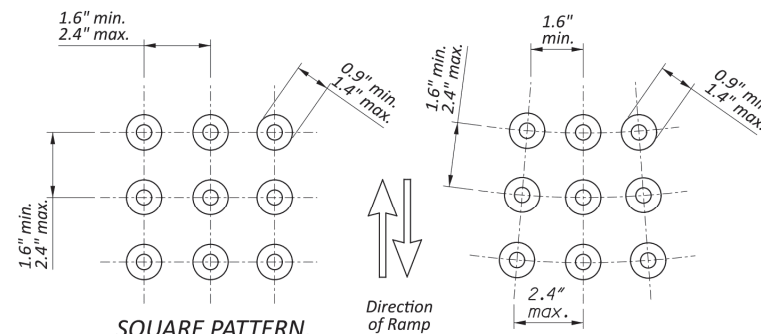 1.6" min.
2.4" max.
0.9" min.
1.4" max.
1.6" min.
2.4" max.
SQUARE PATTERN
Direction
of Ramp
1.6"
min.
1.6" min.
2.4" max.
0.9" min
1.4" max.
2.4"
max.